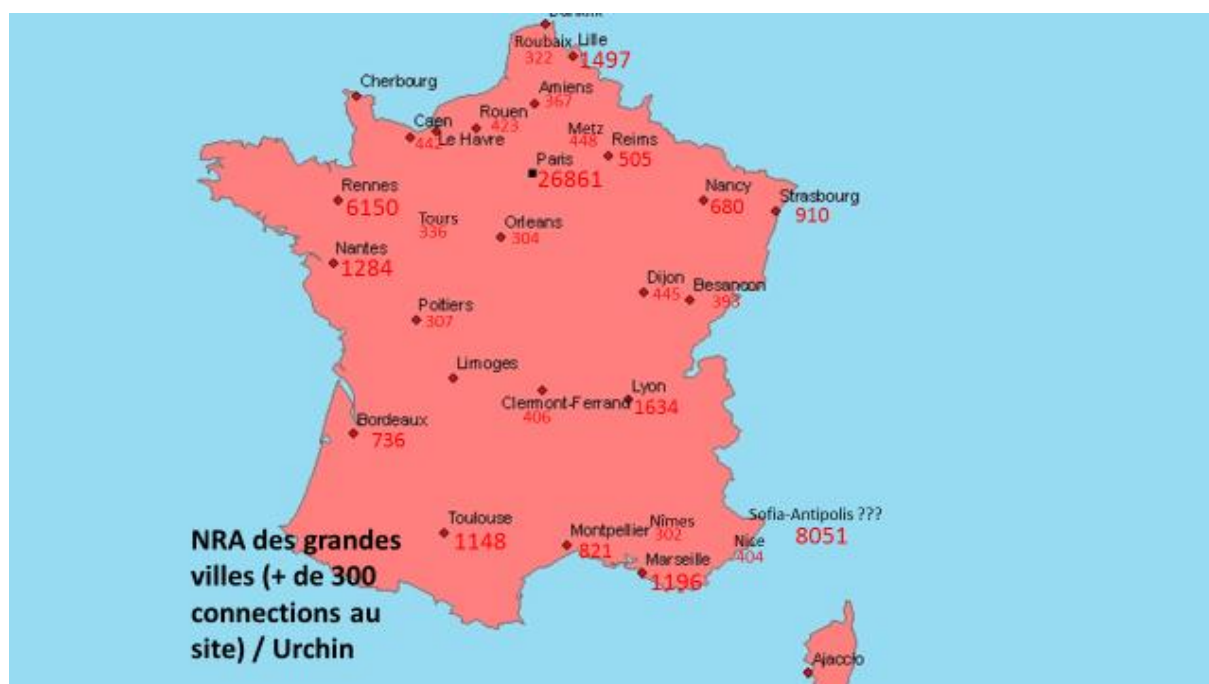 Roubaix Lille
322 1497
Cherbourg
Amiens
367
Rouen
423
Caen
442
Le Havre
Metz
448
Reims
505
Paris
26861
Rennes
6150
Nancy
680
Strasbourg
910
Tours
336
Orleans
304
Nantes
1284
Dijon
445
Besancon
393
Poitiers
307
Limoges
Lyon
1634
Clermont-Ferrand
406
Bordeaux
736
Toulouse
1148
Montpellier
821
Nîmes
302
Sofia-Antipolis ???
8051
Nice
404
Marseille
1196
NRA des grandes
villes (+ de 300
connections au
site) / Urchin
Ajaccio